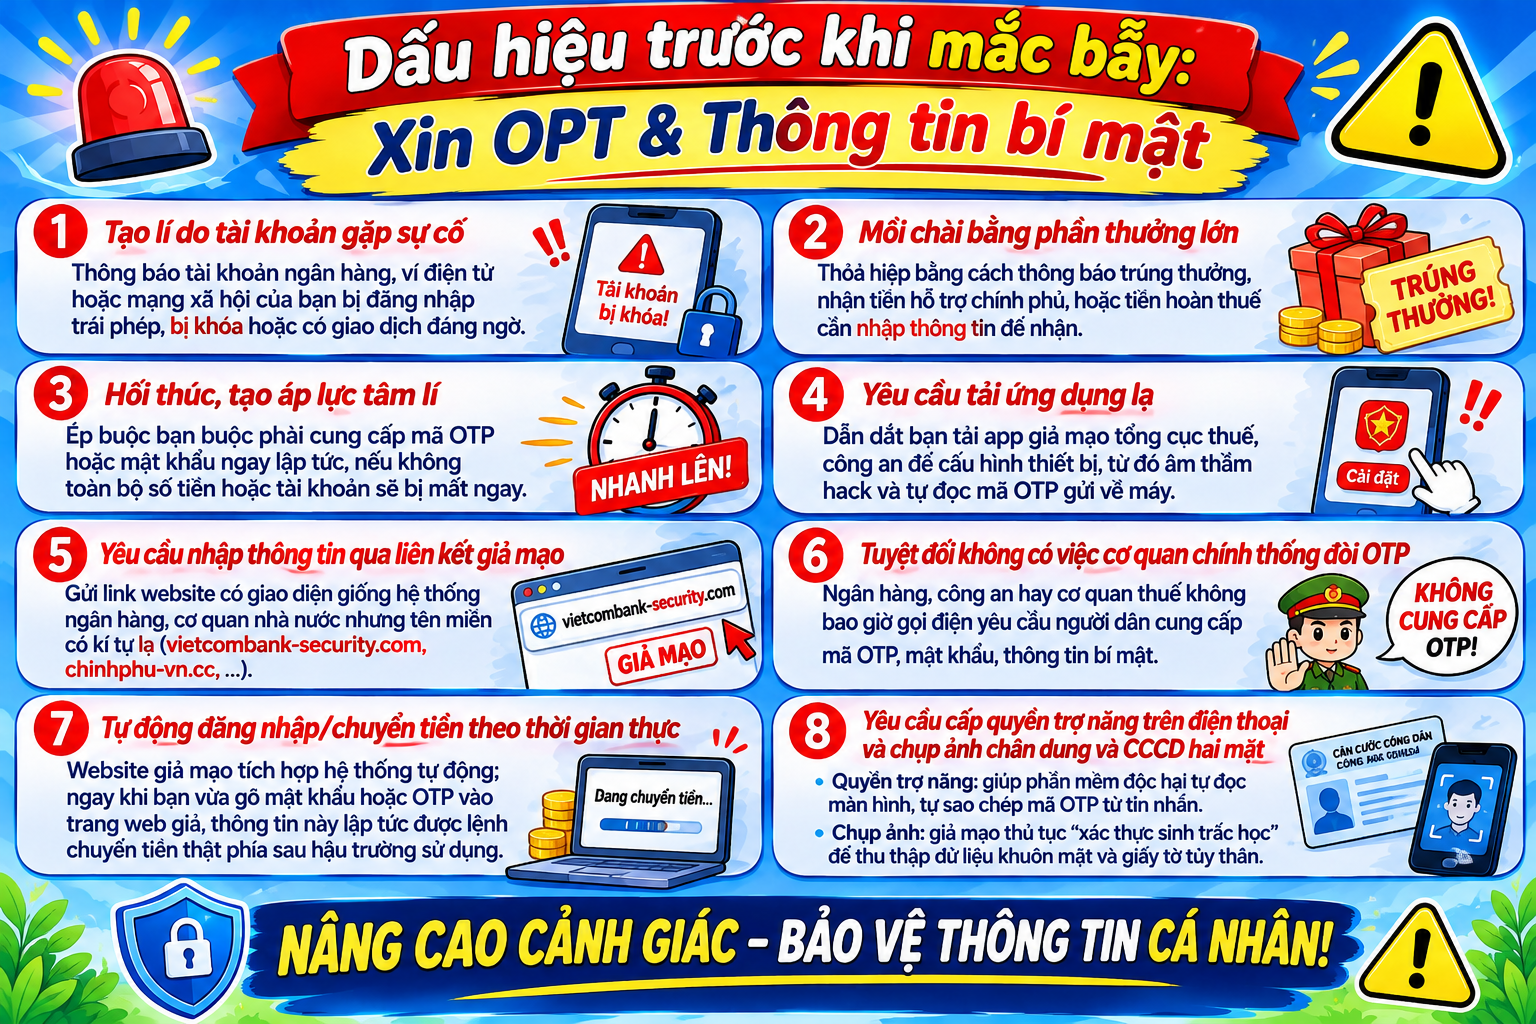 Dấu hiệu trước khi mắc bẫy:
Xin OPT & Thông tin bí mật
1 Tạo lí do tài khoản gặp sự cố
Thông báo tài khoản ngân hàng, ví điện tử
hoặc mạng xã hội của bạn bị đăng nhập
trái phép, bị khóa hoặc có giao dịch đáng ngờ.
!!
Tài khoản
bị khóa!
2 Mồi chài bằng phần thưởng lớn
Thỏa hiệp bằng cách thông báo trúng thưởng,
nhận tiền hỗ trợ chính phủ, hoặc tiền hoàn thuế
cần nhập thông tin để nhận.
TRÚNG
THƯỞNG!
3 Hối thúc, tạo áp lực tâm lí
Ép buộc bạn buộc phải cung cấp mã OTP
hoặc mật khẩu ngay lập tức, nếu không
toàn bộ số tiền hoặc tài khoản sẽ bị mất ngay.
NHANH LÊN!
4 Yêu cầu tải ứng dụng lạ
Dẫn dắt bạn tải app giả mạo tổng cục thuế,
công an để cấu hình thiết bị, từ đó âm thầm
hack và tự đọc mã OTP gửi về máy.
Cài đặt
!!
5 Yêu cầu nhập thông tin qua liên kết giả mạo
Gửi link website có giao diện giống hệ thống
ngân hàng, cơ quan nhà nước nhưng tên miền
có kí tự lạ (vietcombank-security.com,
chinhphu-vn.cc, ...).
vietcombank-security.com
GIẢ MẠO
6 Tuyệt đối không có việc cơ quan chính thống đòi OTP
Ngân hàng, công an hay cơ quan thuế không
bao giờ gọi điện yêu cầu người dân cung cấp
mã OTP, mật khẩu, thông tin bí mật.
KHÔNG
CUNG CẤP
OTP!
7 Tự động đăng nhập/chuyển tiền theo thời gian thực
Website giả mạo tích hợp hệ thống tự động;
ngay khi bạn vừa gõ mật khẩu hoặc OTP vào
trang web giả, thông tin này lập tức được lệnh
chuyển tiền thật phía sau hậu trường sử dụng.
Dang chuyển tiền...
8 Yêu cầu cấp quyền trợ năng trên điện thoại
và chụp ảnh chân dung và CCCD hai mặt
• Quyền trợ năng: giúp phần mềm độc hại tự đọc
màn hình, tự sao chép mã OTP từ tin nhắn.
• Chụp ảnh: giả mạo thủ tục "xác thực sinh trắc học"
để thu thập dữ liệu khuôn mặt và giấy tờ tùy thân.
CĂN CƯỚC CÔNG DÂN
CÔNG
NÂNG CAO CẢNH GIÁC – BẢO VỆ THÔNG TIN CÁ NHÂN!